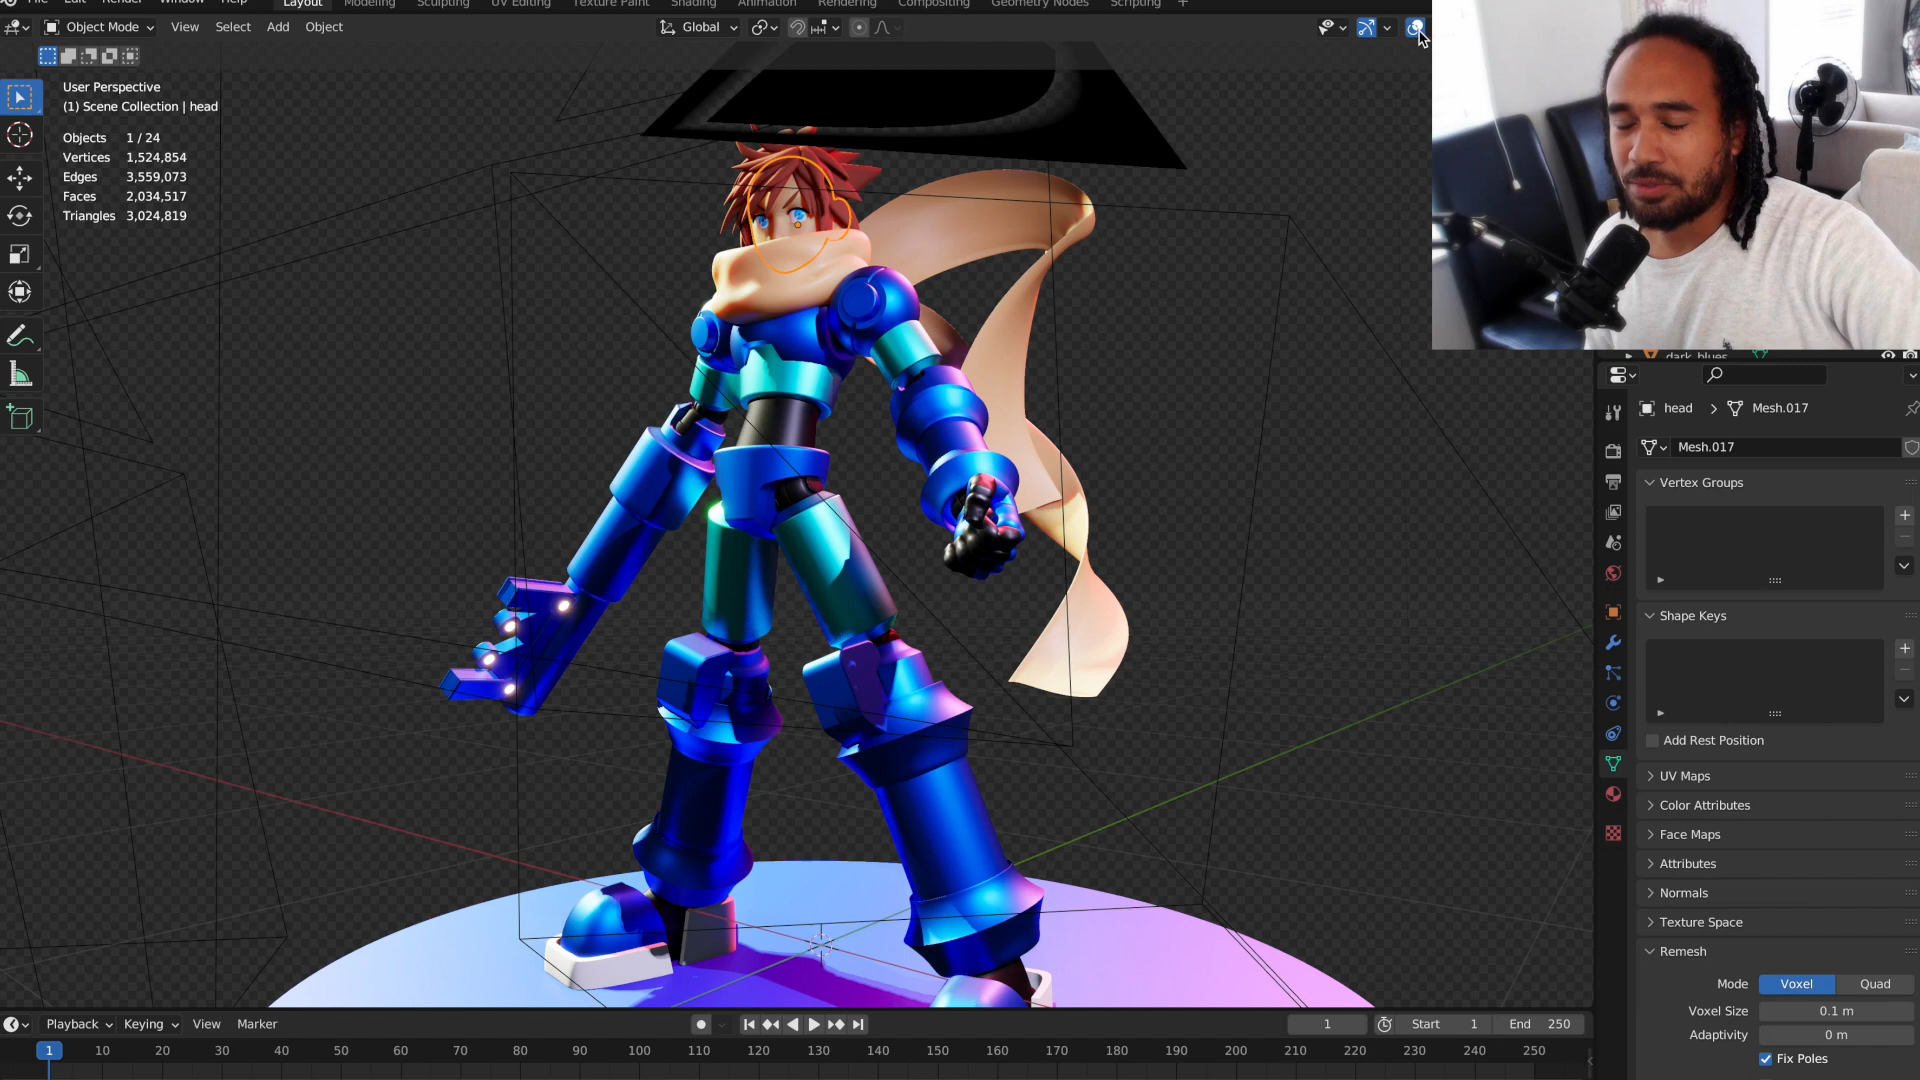 File Edit Render Window Help Layout Modeling Sculpting UV Editing Texture Paint Shading Animation Rendering Compositing Geometry Nodes Scripting +
Object Mode View Select Add Object Global
User Perspective
(1) Scene Collection | head
Objects 1 / 24
Vertices 1,524,854
Edges 3,559,073
Faces 2,034,517
Triangles 3,024,819
dark_blues
head > Mesh.017
Mesh.017
Vertex Groups
Shape Keys
Add Rest Position
UV Maps
Color Attributes
Face Maps
Attributes
Normals
Texture Space
Remesh
Mode Voxel Quad
Voxel Size 0.1 m
Adaptivity 0 m
Fix Poles
Playback Keying View Marker 1 Start 1 End 250
1 10 20 30 40 50 60 70 80 90 100 110 120 130 140 150 160 170 180 190 200 210 220 230 240 250